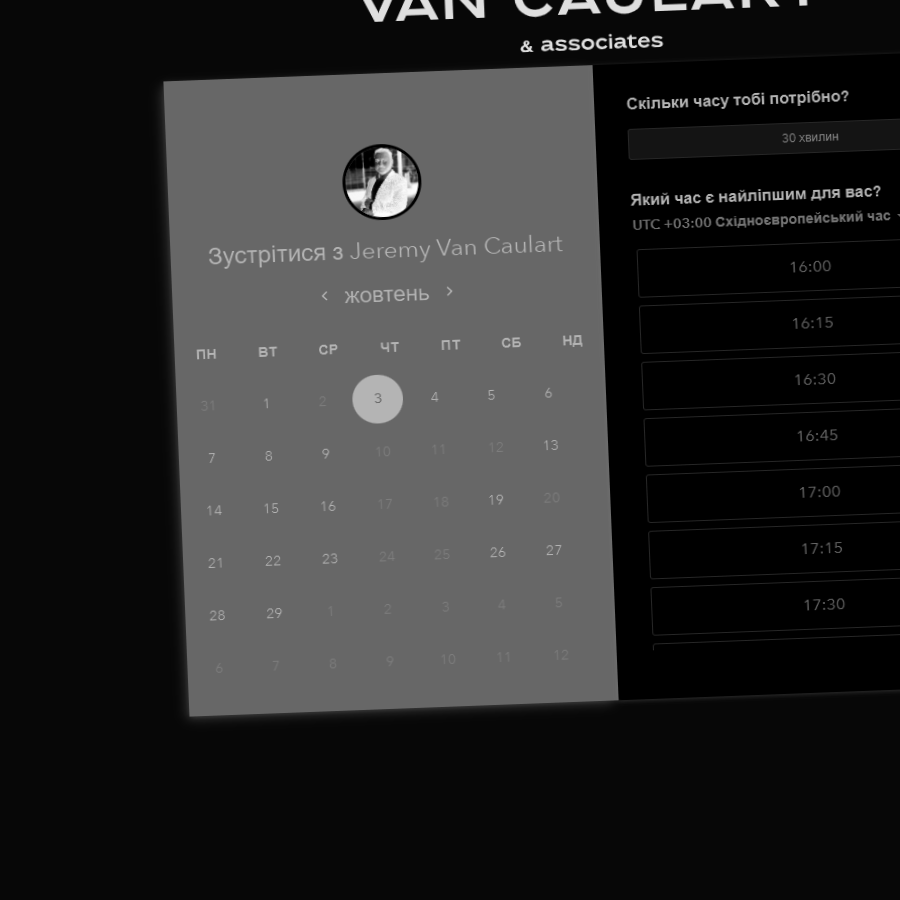 VAN CAULART
& associates
Зустрітися з Jeremy Van Caulart
‹ жовтень ›
ПН ВТ СР ЧТ ПТ СБ НД
31 1 2 3 4 5 6
7 8 9 10 11 12 13
14 15 16 17 18 19 20
21 22 23 24 25 26 27
28 29 1 2 3 4 5
6 7 8 9 10 11 12
Скільки часу тобі потрібно?
30 хвилин
Який час є найліпшим для вас?
UTC +03:00 Східноєвропейський час
16:00
16:15
16:30
16:45
17:00
17:15
17:30